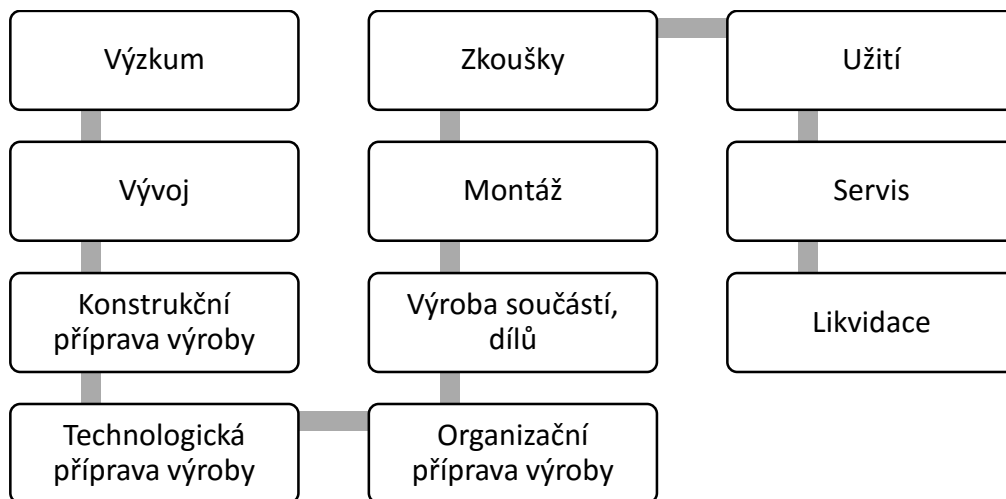 Výzkum
Vývoj
Konstrukční
příprava výroby
Technologická
příprava výroby
Organizační
příprava výroby
Výroba součástí,
dílů
Montáž
Zkoušky
Užití
Servis
Likvidace